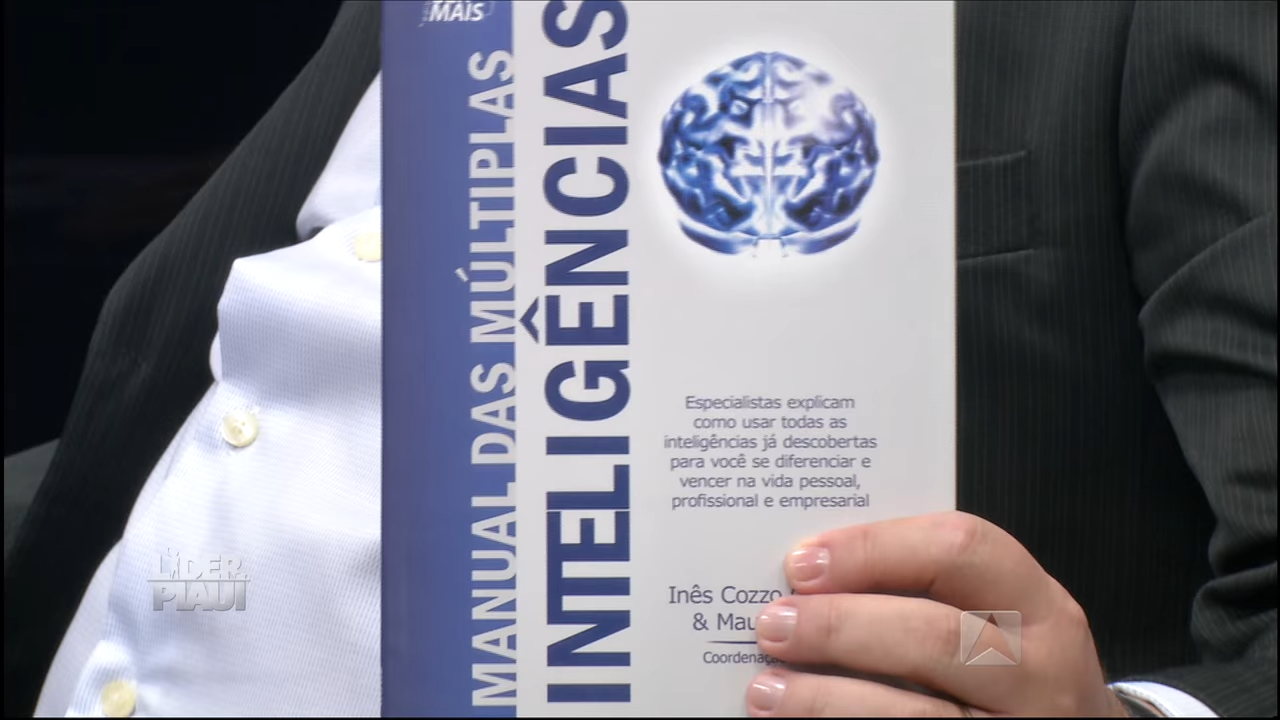 MAIS
MANUAL DAS MÚLTIPLAS
INTELIGÊNCIAS
Especialistas explicam
como usar todas as
inteligências já descobertas
para você se diferenciar e
vencer na vida pessoal,
profissional e empresarial
Inês Cozzo
&
LÍDER
PIAUÍ